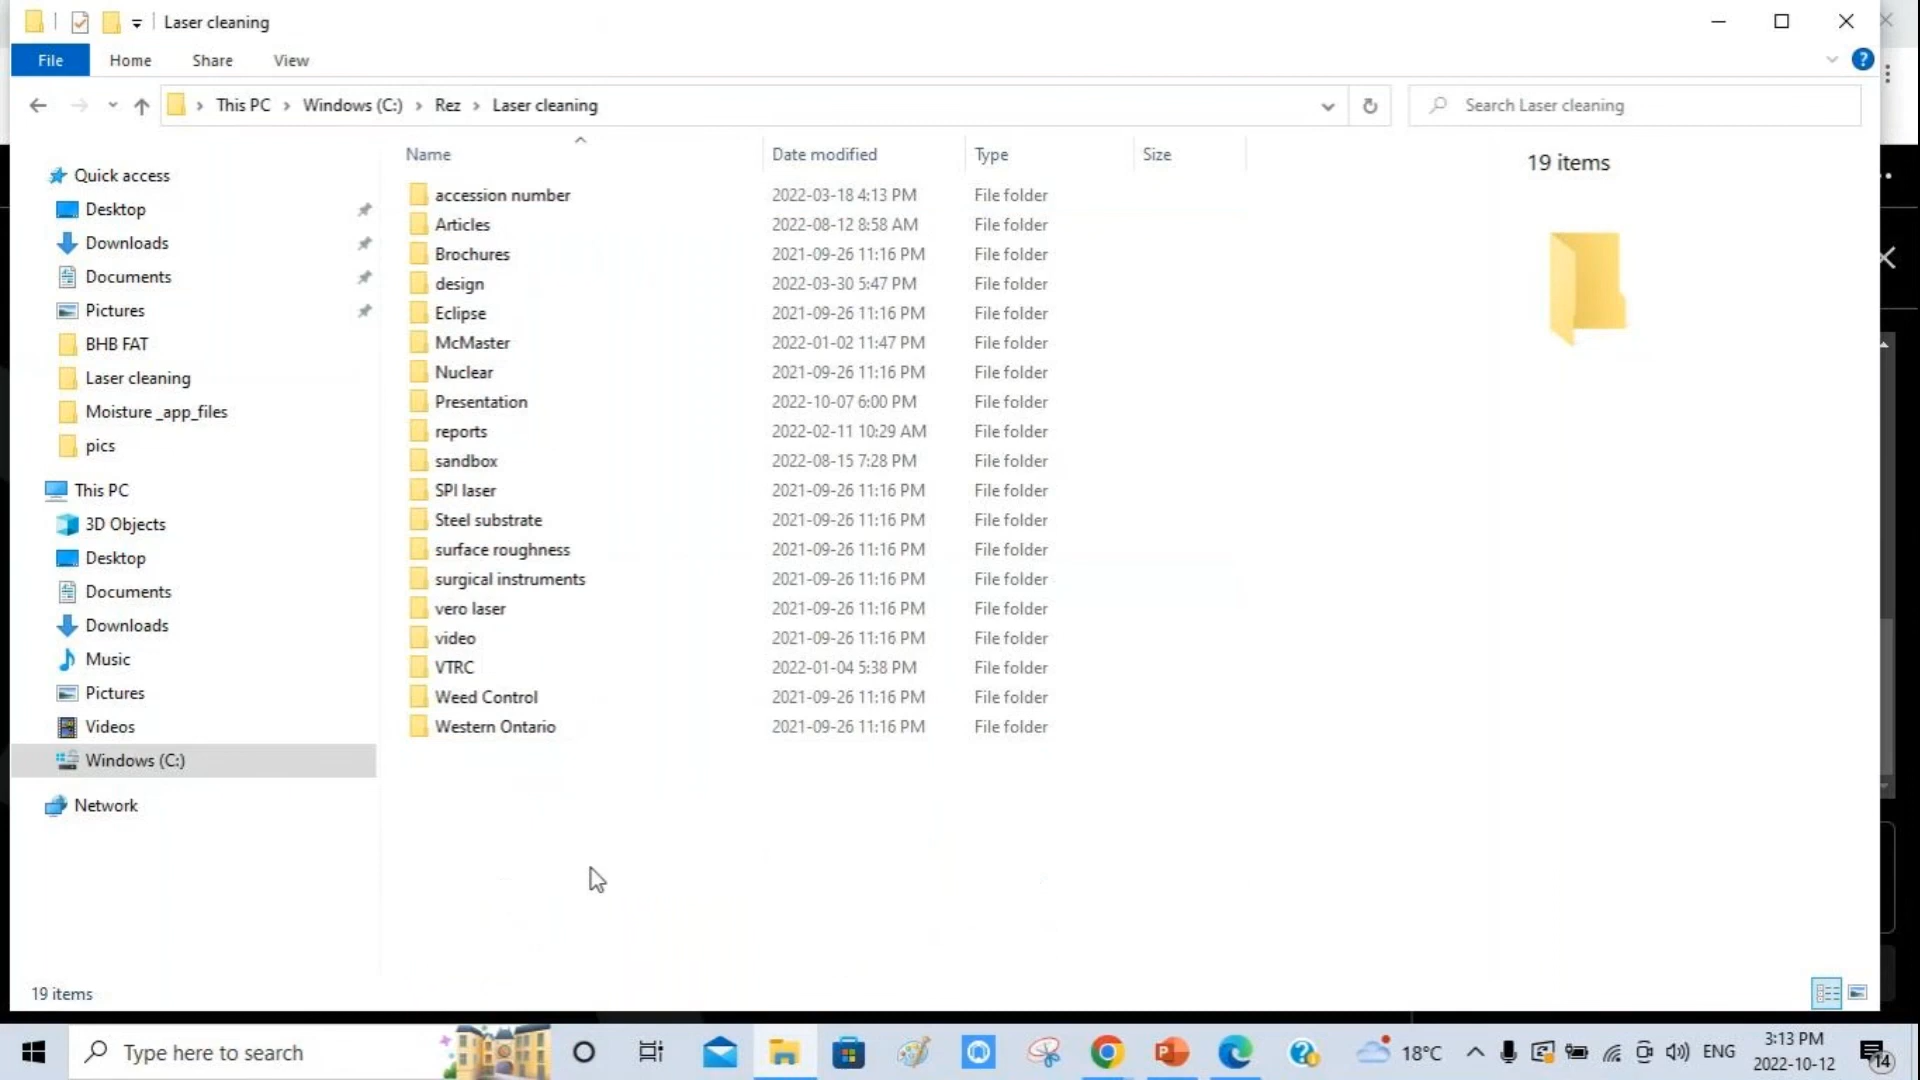 Laser cleaning
File Home Share View
This PC > Windows (C:) > Rez > Laser cleaning
Search Laser cleaning
Name Date modified Type Size
19 items
Quick access
Desktop
Downloads
Documents
Pictures
BHB FAT
Laser cleaning
Moisture _app_files
pics
This PC
3D Objects
Desktop
Documents
Downloads
Music
Pictures
Videos
Windows (C:)
Network
accession number 2022-03-18 4:13 PM File folder
Articles 2022-08-12 8:58 AM File folder
Brochures 2021-09-26 11:16 PM File folder
design 2022-03-30 5:47 PM File folder
Eclipse 2021-09-26 11:16 PM File folder
McMaster 2022-01-02 11:47 PM File folder
Nuclear 2021-09-26 11:16 PM File folder
Presentation 2022-10-07 6:00 PM File folder
reports 2022-02-11 10:29 AM File folder
sandbox 2022-08-15 7:28 PM File folder
SPI laser 2021-09-26 11:16 PM File folder
Steel substrate 2021-09-26 11:16 PM File folder
surface roughness 2021-09-26 11:16 PM File folder
surgical instruments 2021-09-26 11:16 PM File folder
vero laser 2021-09-26 11:16 PM File folder
video 2021-09-26 11:16 PM File folder
VTRC 2022-01-04 5:38 PM File folder
Weed Control 2021-09-26 11:16 PM File folder
Western Ontario 2021-09-26 11:16 PM File folder
19 items
Type here to search
18°C
ENG
3:13 PM
2022-10-12
14